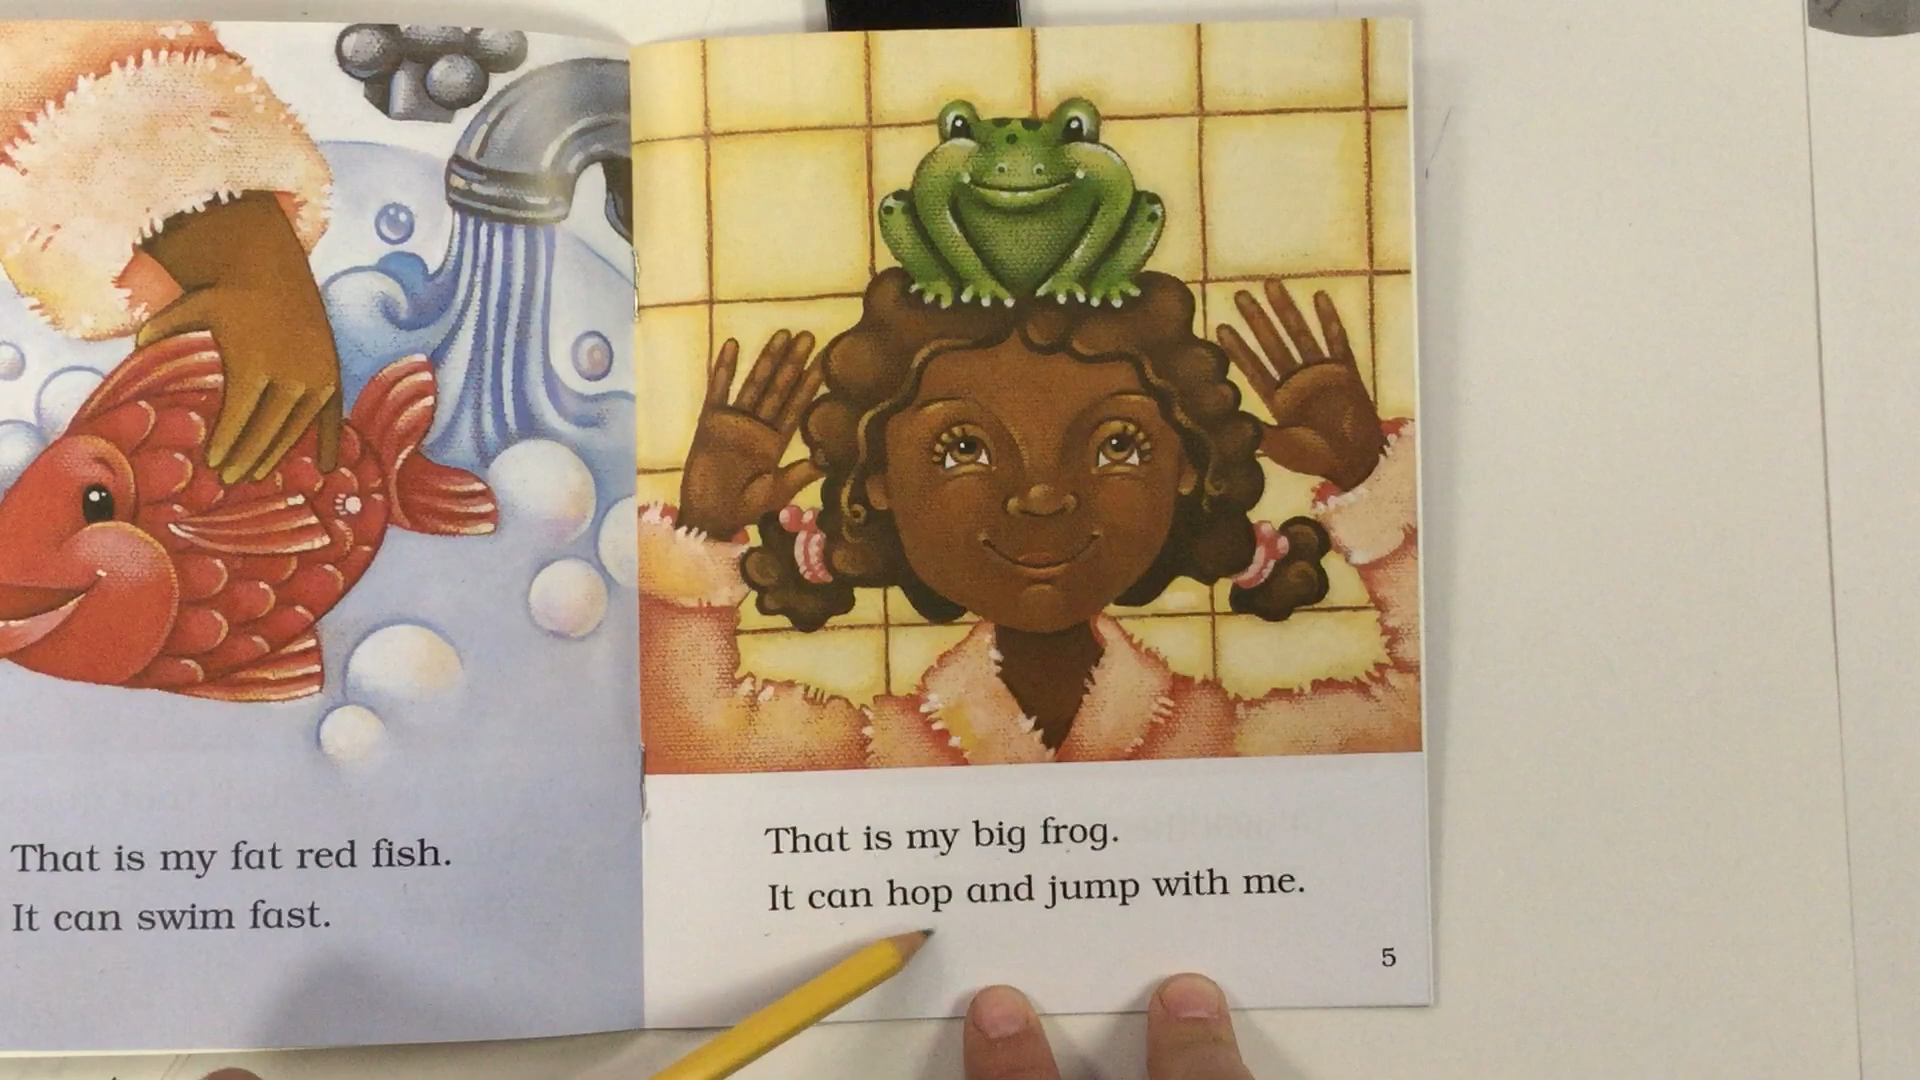 That is my fat red fish.
It can swim fast.
That is my big frog.
It can hop and jump with me.
5